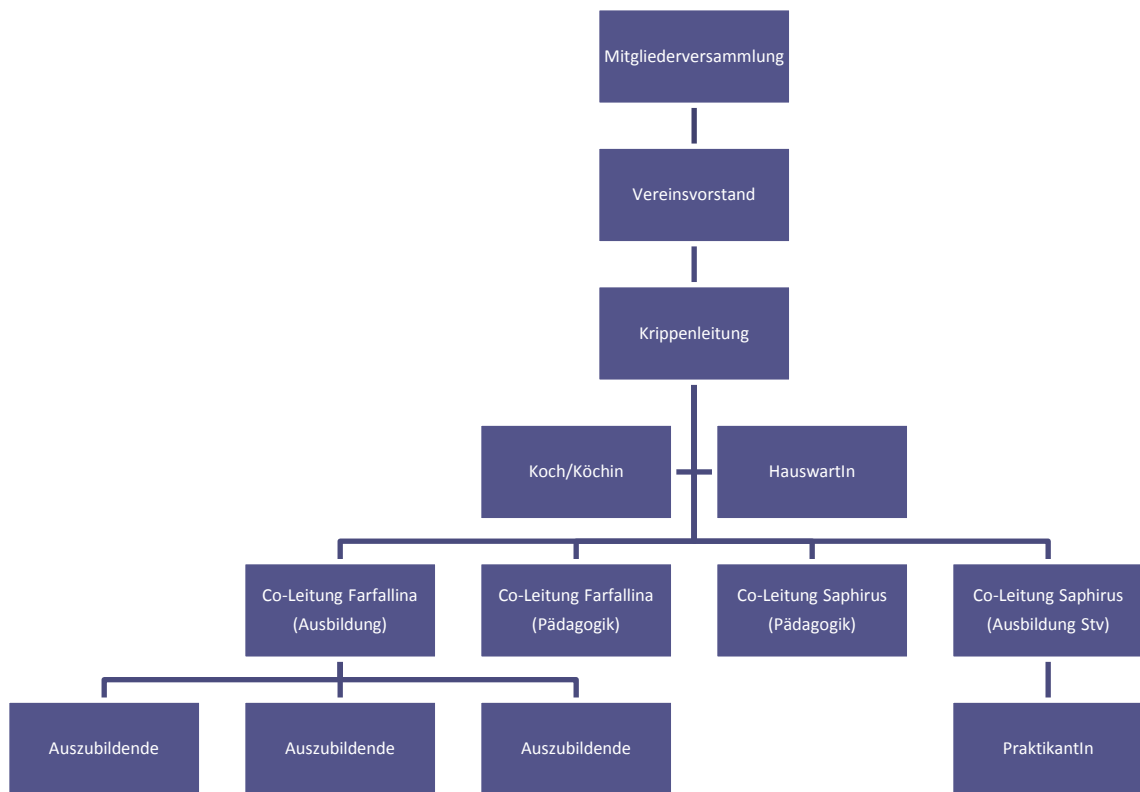 Mitgliederversammlung
Vereinsvorstand
Krippenleitung
Koch/Köchin
HauswartIn
Co-Leitung Farfallina
(Ausbildung)
Co-Leitung Farfallina
(Pädagogik)
Co-Leitung Saphirus
(Pädagogik)
Co-Leitung Saphirus
(Ausbildung Stv)
Auszubildende
Auszubildende
Auszubildende
PraktikantIn